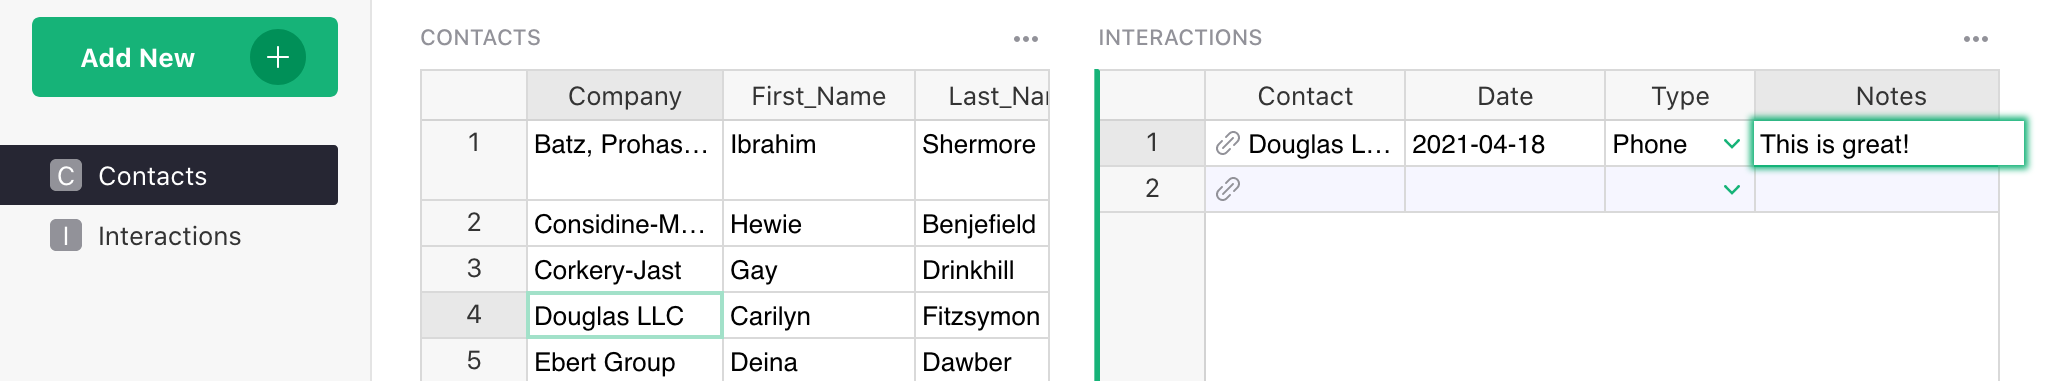 Add New
C Contacts
I Interactions
CONTACTS
Company First_Name Last_Nar
1 Batz, Prohas… Ibrahim Shermore
2 Considine-M… Hewie Benjefield
3 Corkery-Jast Gay Drinkhill
4 Douglas LLC Carilyn Fitzsymon
5 Ebert Group Deina Dawber
INTERACTIONS
Contact Date Type Notes
1 Douglas L… 2021-04-18 Phone This is great!
2